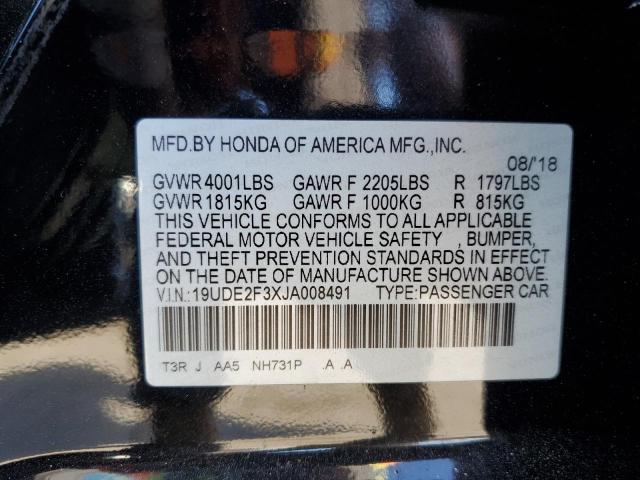 MFD.BY HONDA OF AMERICA MFG.,INC.
08/'18
GVWR 4001LBS GAWR F 2205LBS R 1797LBS
GVWR 1815KG GAWR F 1000KG R 815KG
THIS VEHICLE CONFORMS TO ALL APPLICABLE
FEDERAL MOTOR VEHICLE SAFETY , BUMPER,
AND THEFT PREVENTION STANDARDS IN EFFECT
ON THE DATE OF MANUFACTURE SHOWN ABOVE.
V.I.N.:19UDE2F3XJA008491 TYPE:PASSENGER CAR
T3R J AA5 NH731P .A .A